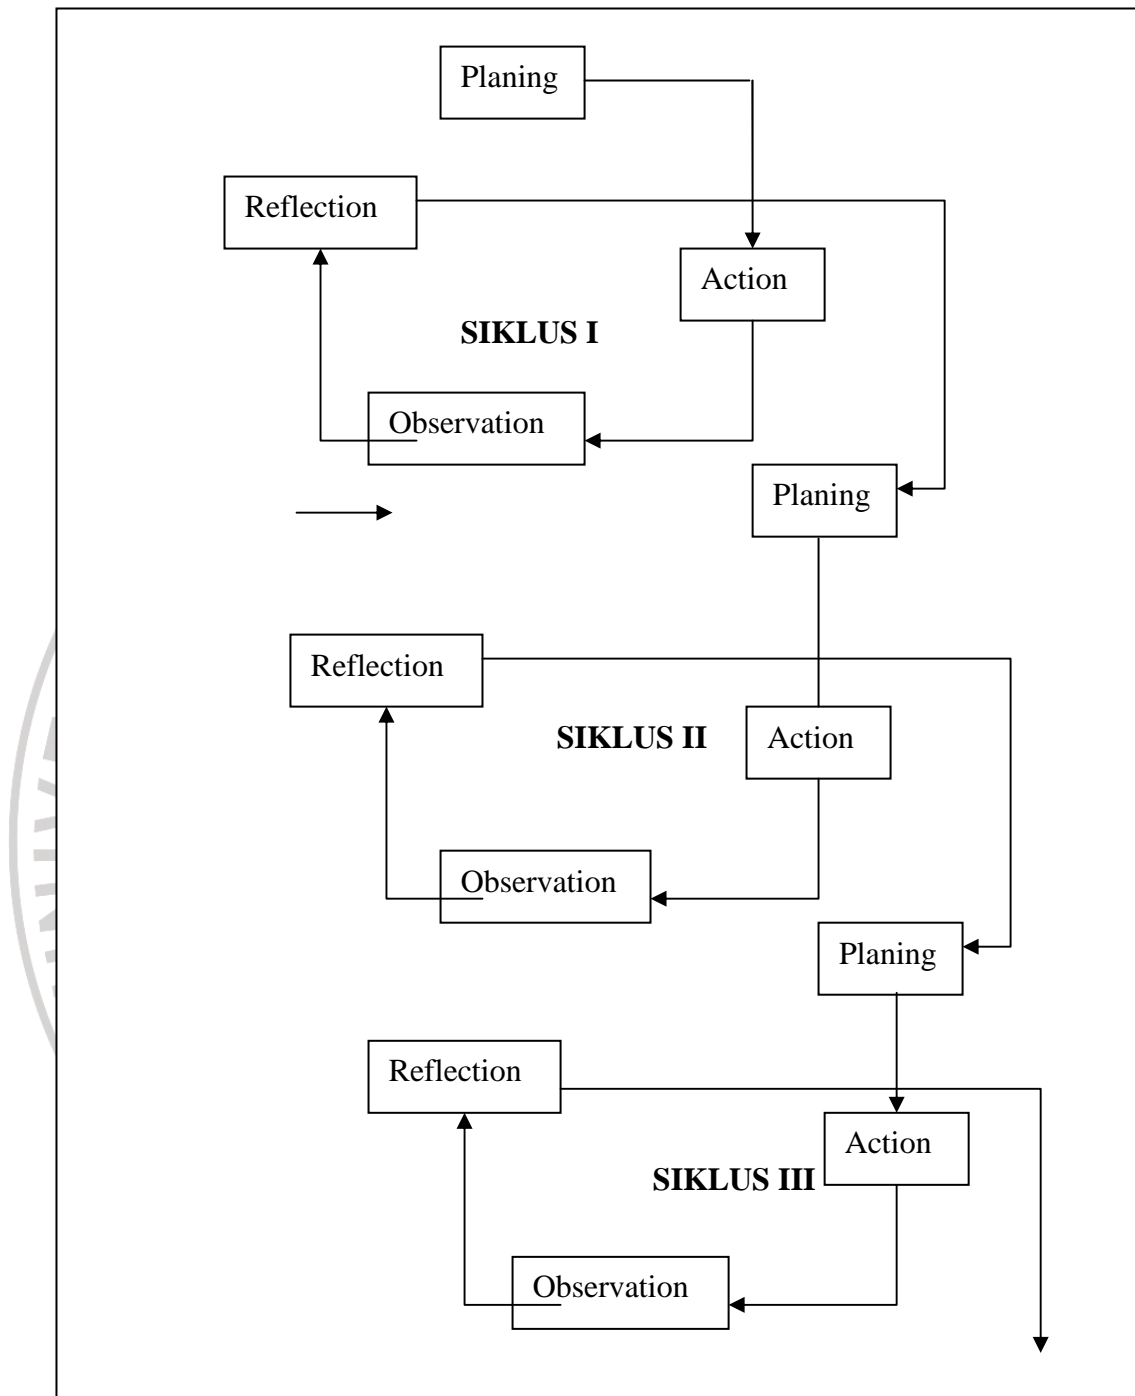 Planing
Reflection
Action
SIKLUS I
Observation
Planing
Reflection
SIKLUS II
Action
Observation
Planing
Reflection
Action
SIKLUS III
Observation